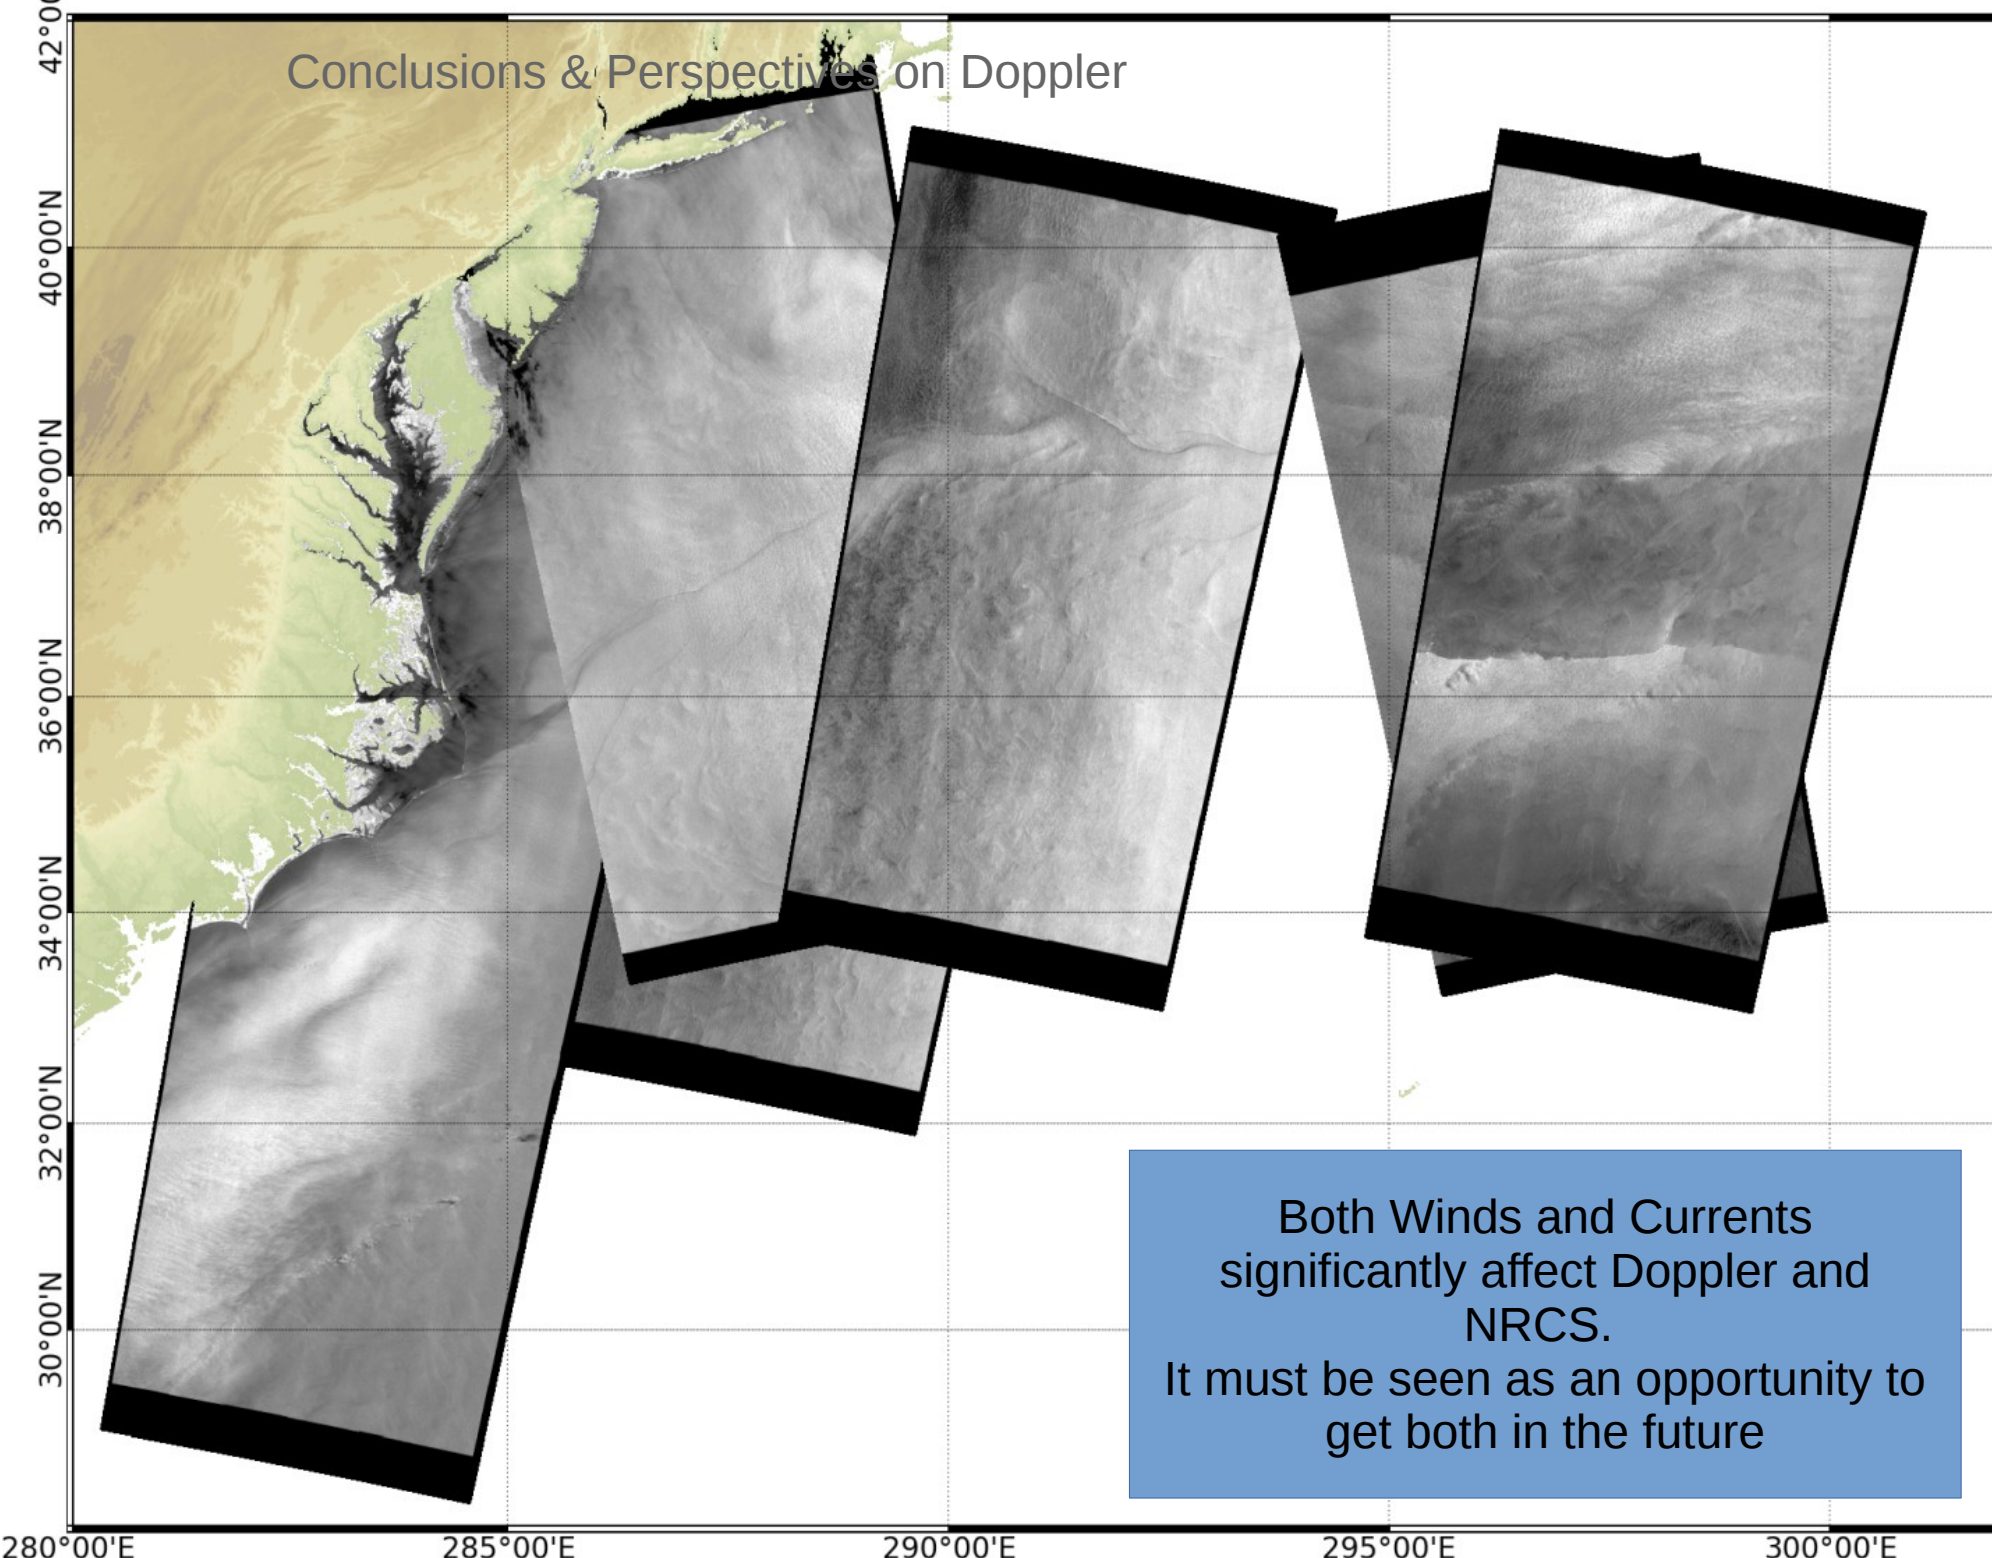 Conclusions & Perspectives on Doppler
42°00
40°00'N
38°00'N
36°00'N
34°00'N
32°00'N
30°00'N
Both Winds and Currents
significantly affect Doppler and
NRCS.
It must be seen as an opportunity to
get both in the future
280°00'E
285°00'E
290°00'E
295°00'E
300°00'E